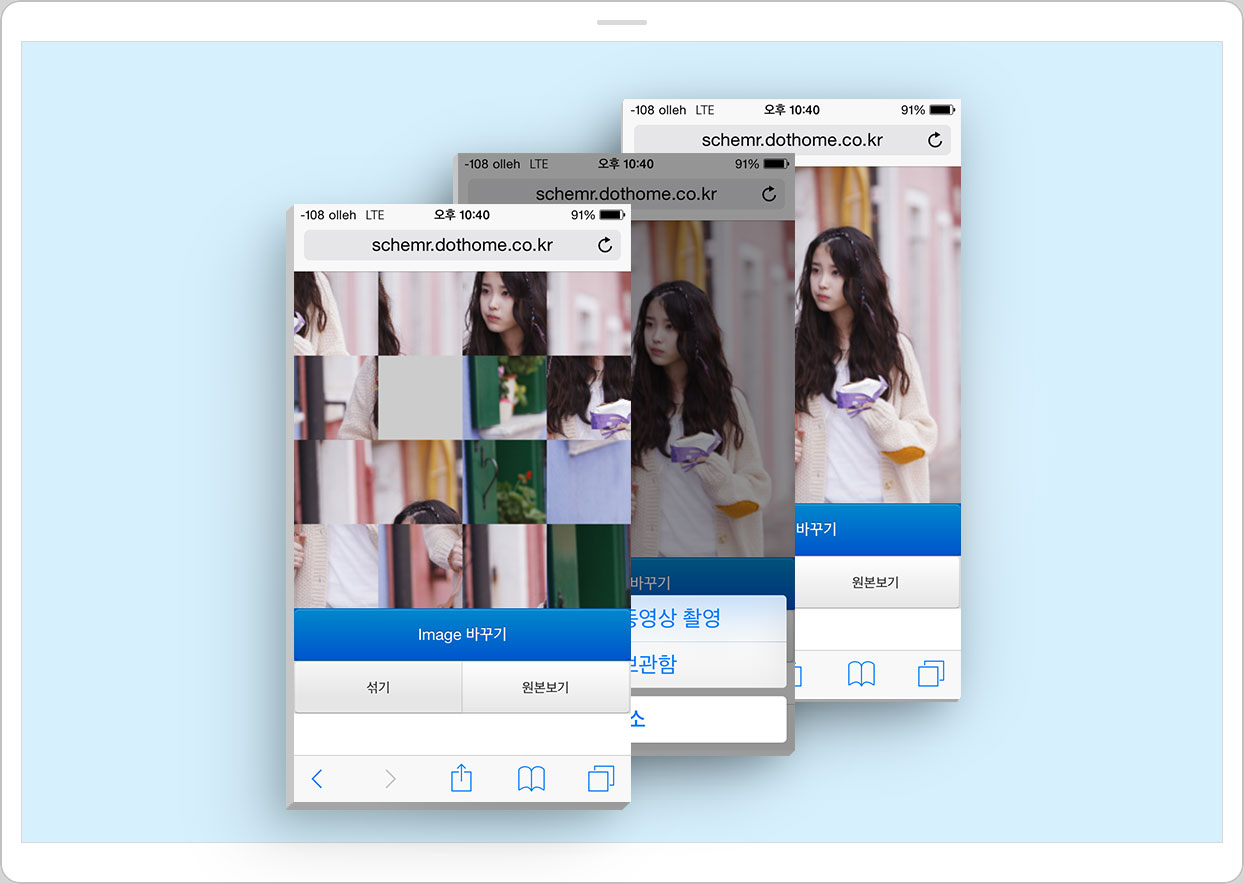 -108 olleh LTE 오후 10:40 91%
schemr.dothome.co.kr
Image 바꾸기
섞기 원본보기
-108 olleh LTE 오후 10:40 91%
schemr.dothome.co.kr
바꾸기
동영상 촬영
보관함
소
-108 olleh LTE 오후 10:40 91%
schemr.dothome.co.kr
바꾸기
원본보기